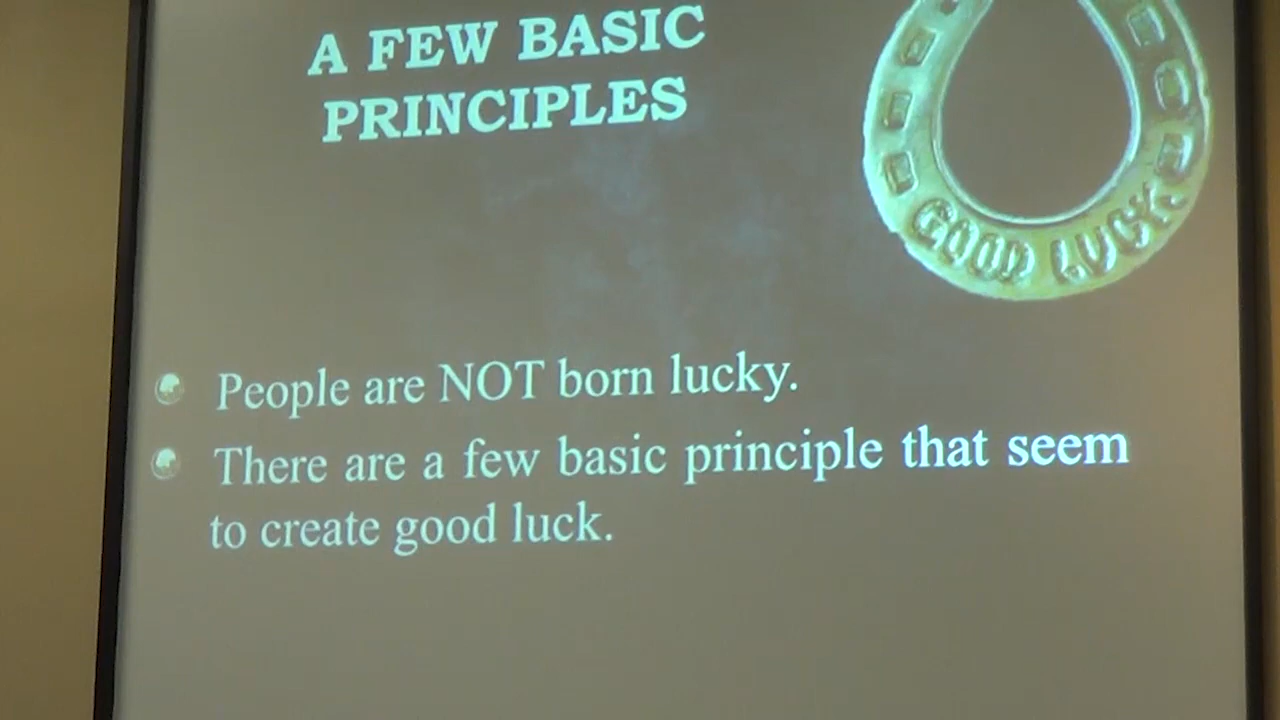 A FEW BASIC
PRINCIPLES
GOOD LUCK
People are NOT born lucky.
There are a few basic principle that seem
to create good luck.